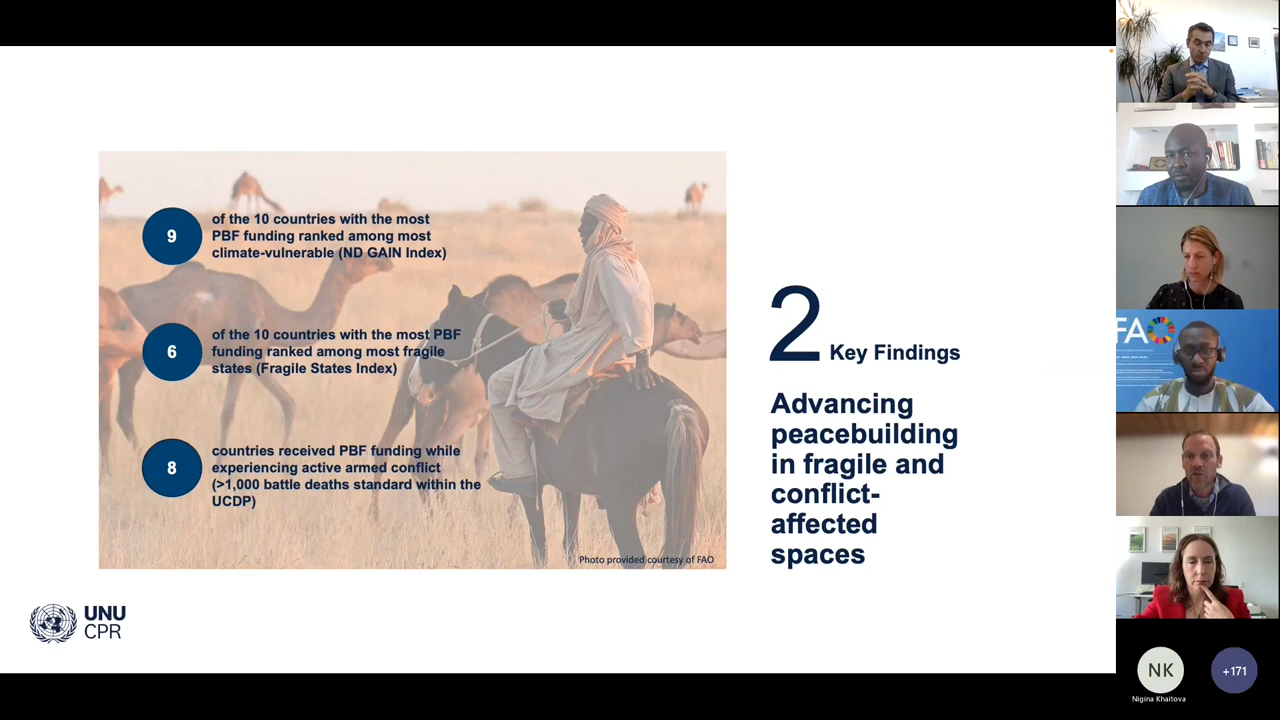 9
of the 10 countries with the most
PBF funding ranked among most
climate-vulnerable (ND GAIN Index)
6
of the 10 countries with the most PBF
funding ranked among most fragile
states (Fragile States Index)
8
countries received PBF funding while
experiencing active armed conflict
(>1,000 battle deaths standard within the
UCDP)
Photo provided courtesy of FAO
2 Key Findings
Advancing
peacebuilding
in fragile and
conflict-
affected
spaces
UNU
CPR
FAO
NK
Nigina Khaitova
+171